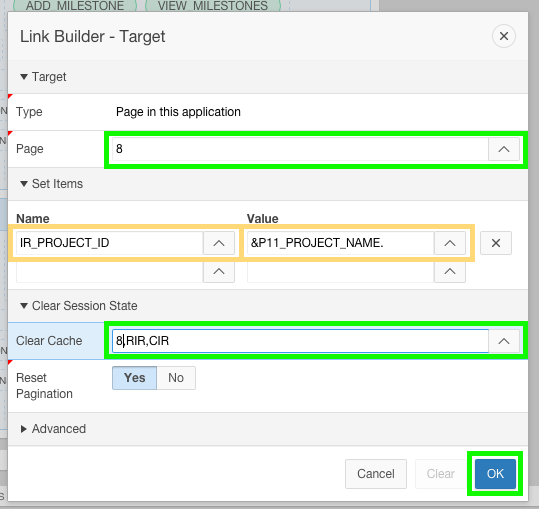 ADD_MILESTONE VIEW_MILESTONES
Link Builder - Target
Target
Type Page in this application
Page 8
Set Items
Name Value
IR_PROJECT_ID &P11_PROJECT_NAME.
Clear Session State
Clear Cache 8,RIR,CIR
Reset Pagination Yes No
Advanced
Cancel Clear OK